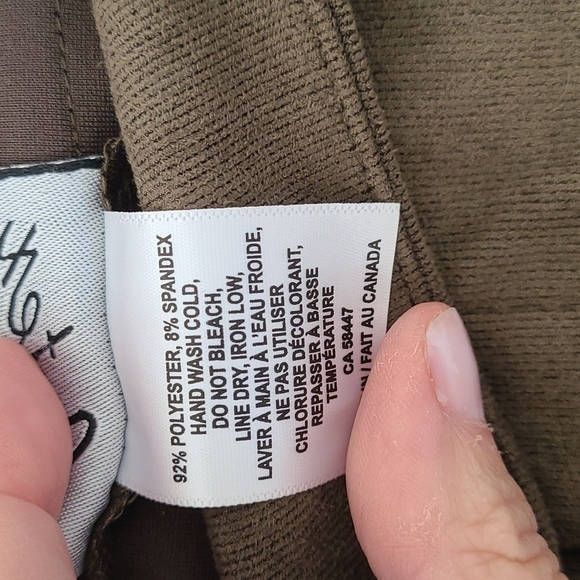 92% POLYESTER, 8% SPANDEX
HAND WASH COLD,
DO NOT BLEACH,
LINE DRY, IRON LOW,
LAVER À MAIN À L'EAU FROIDE,
NE PAS UTILISER
CHLORURE DÉCOLORANT,
REPASSER À BASSE
TEMPÉRATURE
CA 58447
/ FAIT AU CANADA